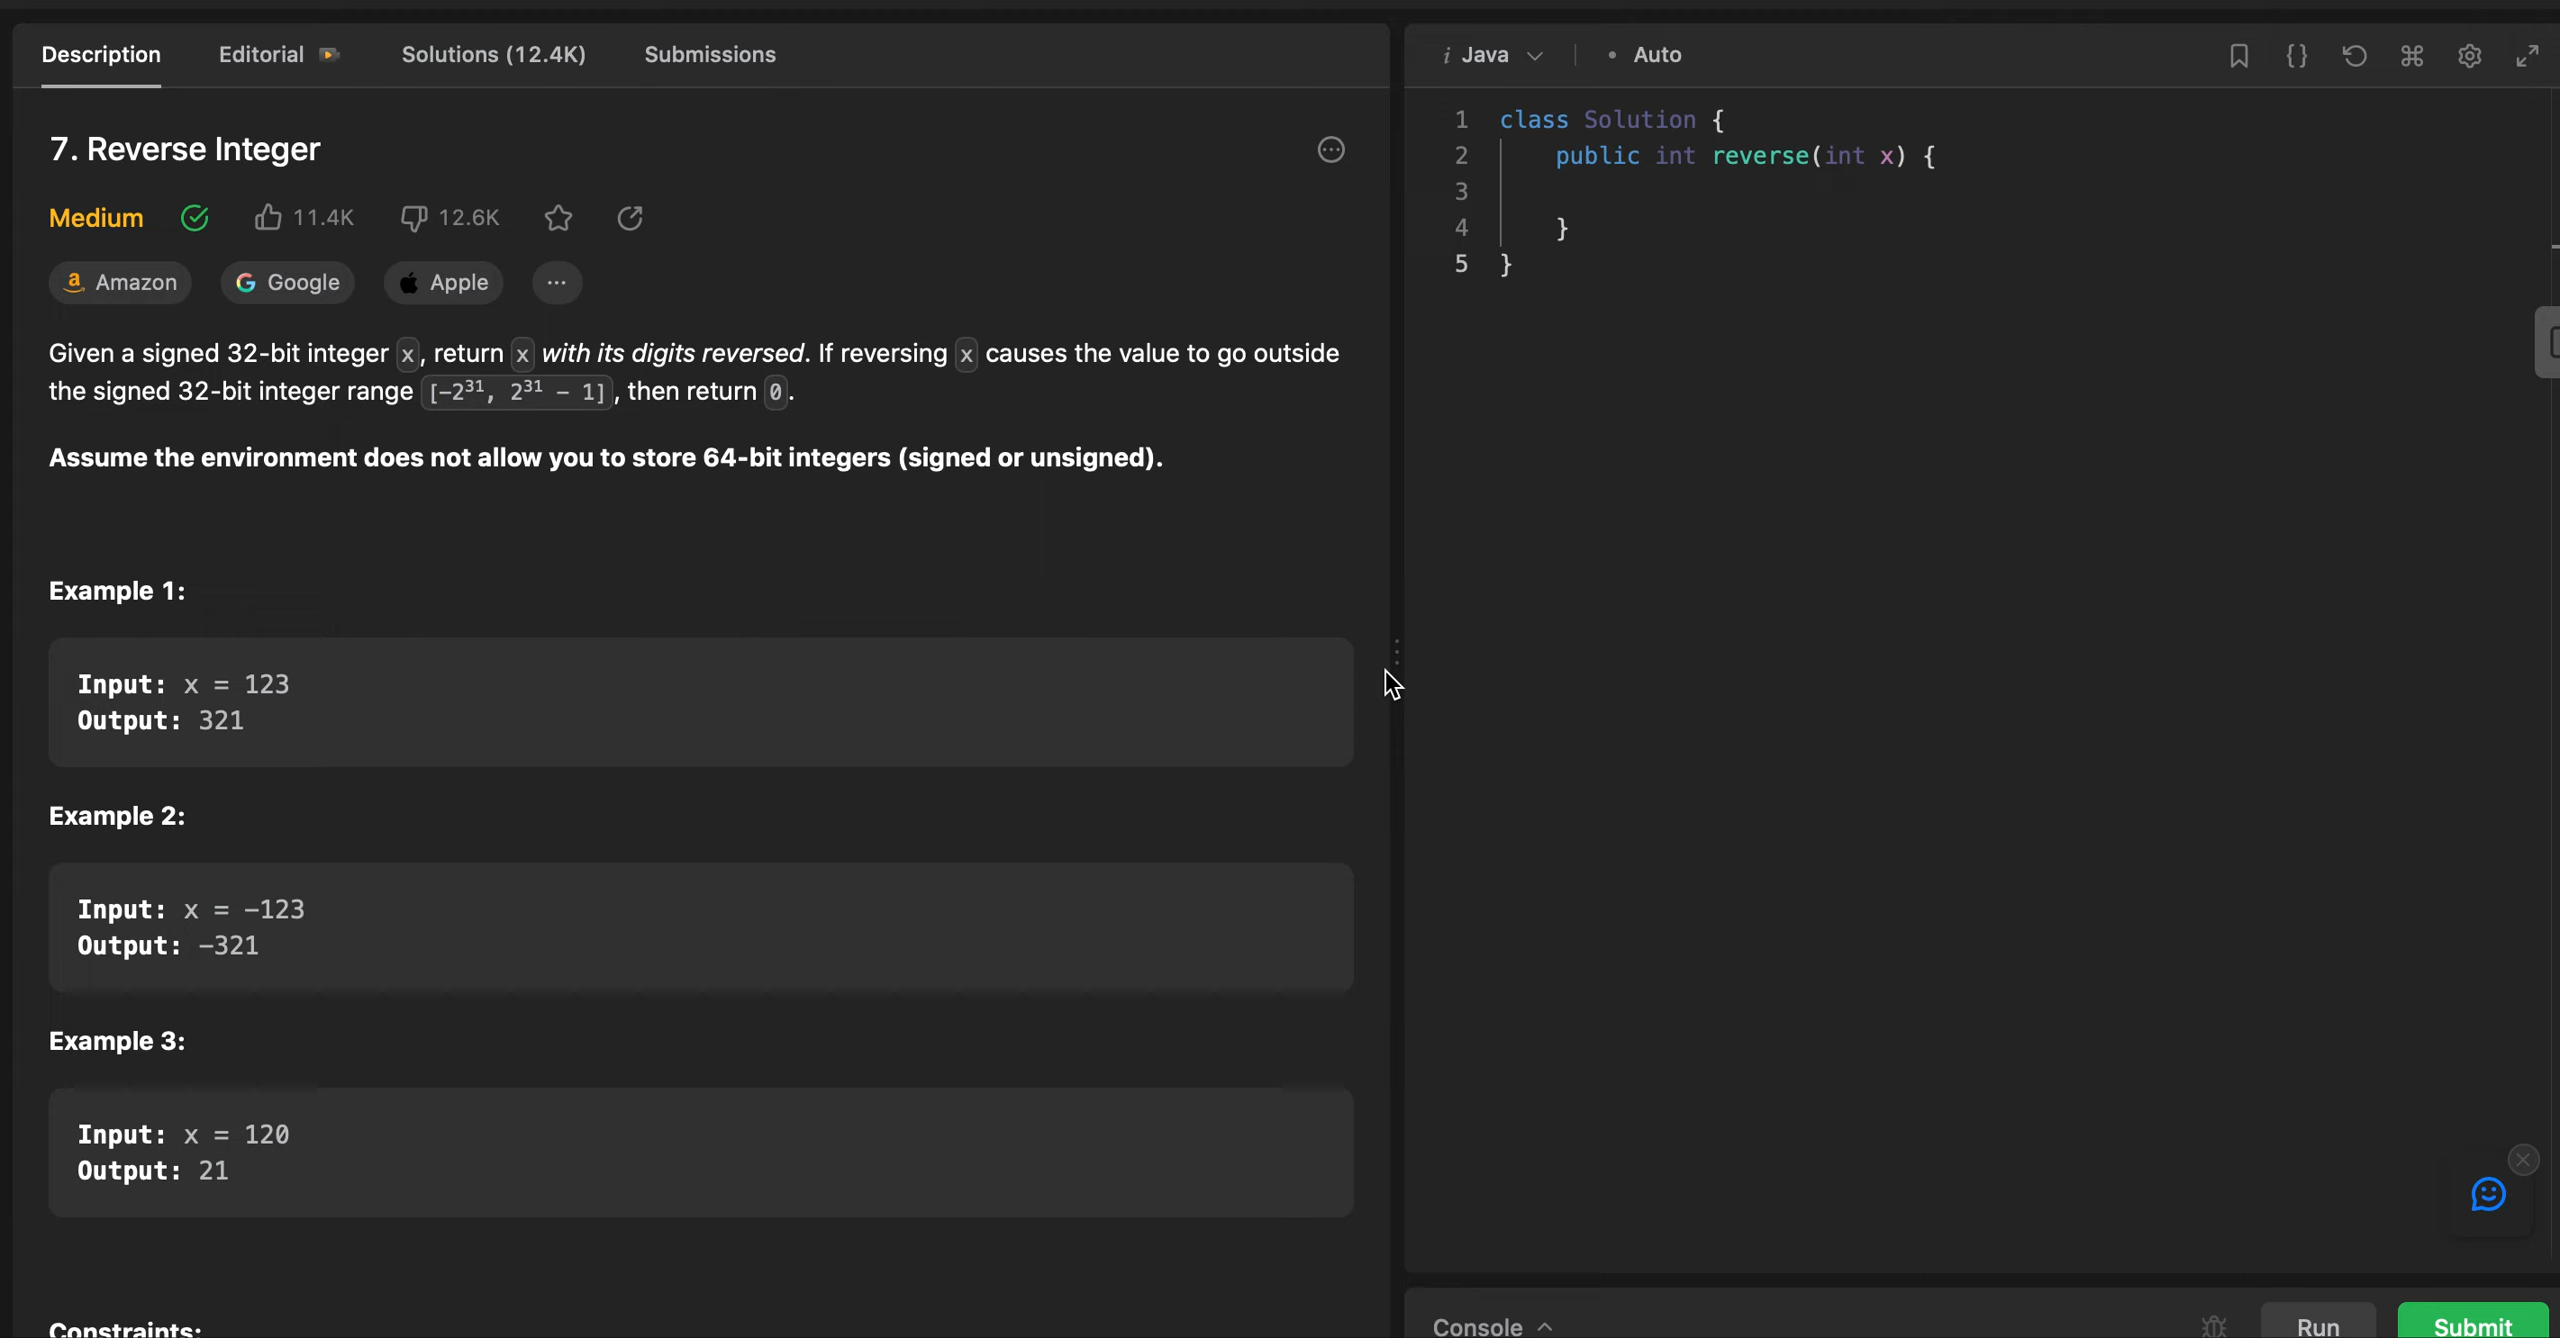 Description Editorial Solutions (12.4K) Submissions
7. Reverse Integer
Medium 11.4K 12.6K
Amazon Google Apple ...
Given a signed 32-bit integer x, return x with its digits reversed. If reversing x causes the value to go outside
the signed 32-bit integer range [−2³¹, 2³¹ − 1], then return 0.
Assume the environment does not allow you to store 64-bit integers (signed or unsigned).
Example 1:
Input: x = 123
Output: 321
Example 2:
Input: x = −123
Output: −321
Example 3:
Input: x = 120
Output: 21
Constraints:
i Java • Auto {}
1 class Solution {
2     public int reverse(int x) {
3
4     }
5 }
Console Run Submit